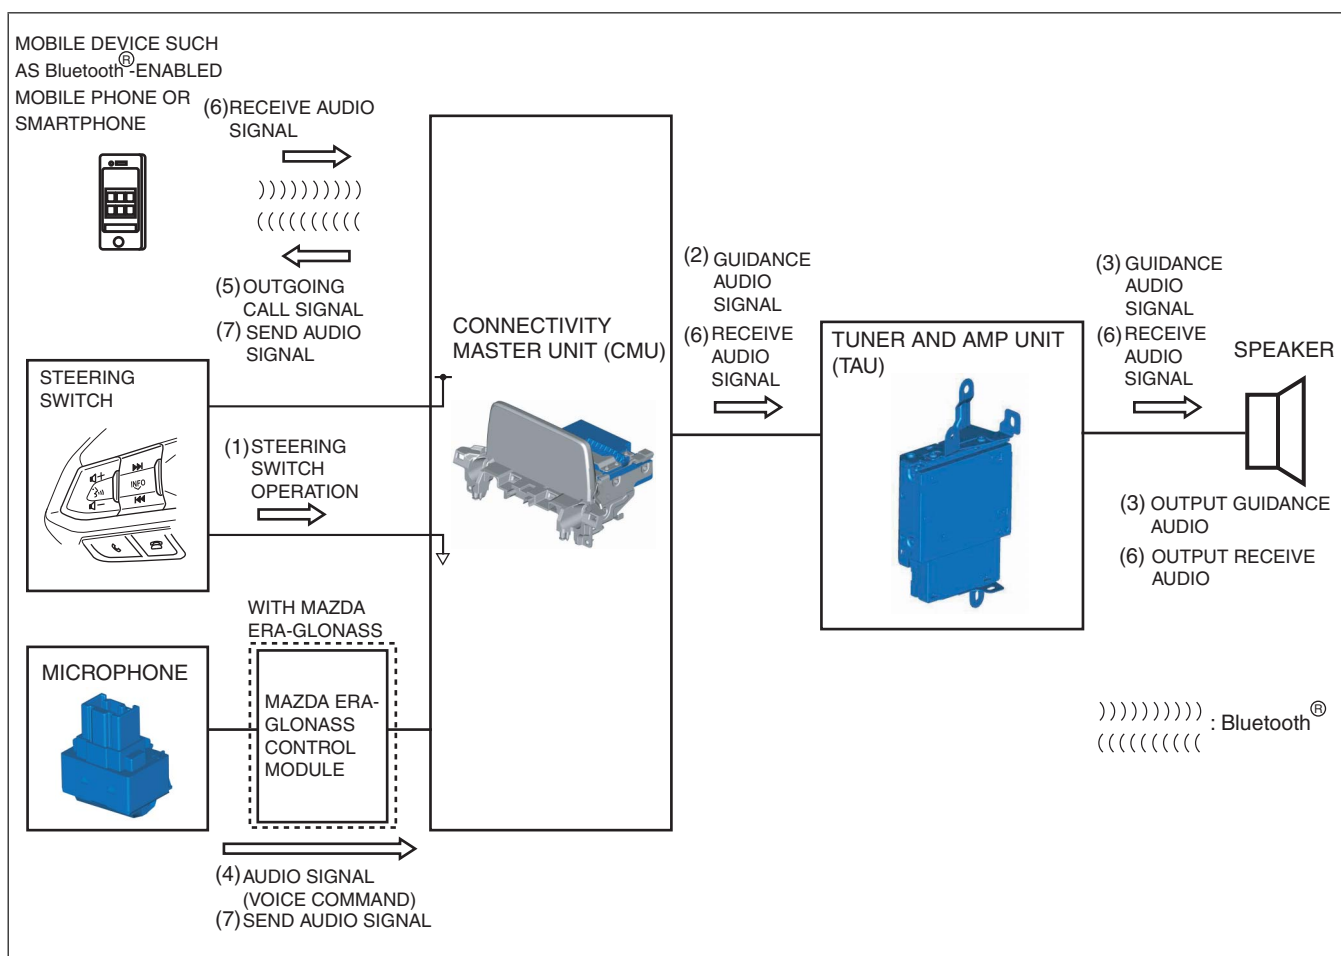 MOBILE DEVICE SUCH
AS Bluetooth®-ENABLED
MOBILE PHONE OR
SMARTPHONE
(6)RECEIVE AUDIO
SIGNAL
(5)OUTGOING
CALL SIGNAL
(7) SEND AUDIO
SIGNAL
STEERING
SWITCH
INFO
(1)STEERING
SWITCH
OPERATION
CONNECTIVITY
MASTER UNIT (CMU)
(2) GUIDANCE
AUDIO
SIGNAL
(6) RECEIVE
AUDIO
SIGNAL
TUNER AND AMP UNIT
(TAU)
(3) GUIDANCE
AUDIO
SIGNAL
(6) RECEIVE
AUDIO
SIGNAL
SPEAKER
(3) OUTPUT GUIDANCE
AUDIO
(6) OUTPUT RECEIVE
AUDIO
WITH MAZDA
ERA-GLONASS
MICROPHONE
MAZDA ERA-
GLONASS
CONTROL
MODULE
(4) AUDIO SIGNAL
(VOICE COMMAND)
(7)SEND AUDIO SIGNAL
: Bluetooth®